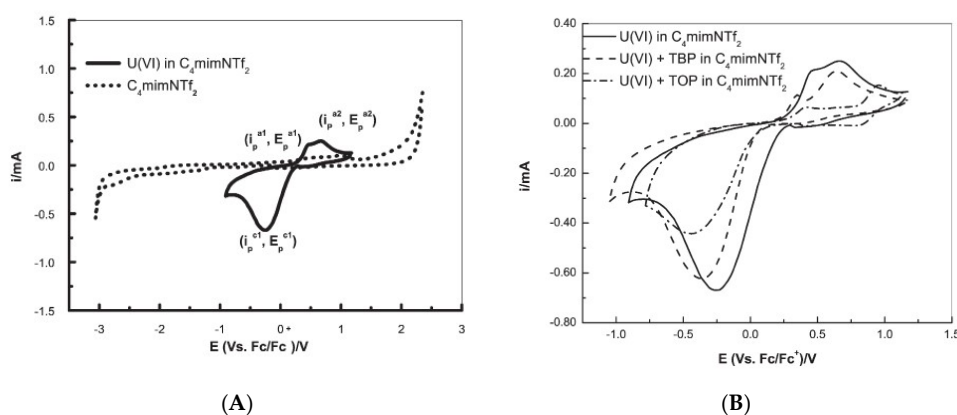 1.5
1.0
0.5
0.0
-0.5
-1.0
-1.5
i/mA
U(VI) in C₄mimNTf₂
C₄mimNTf₂
(iₚᵃ¹, Eₚᵃ¹)
(iₚᵃ², Eₚᵃ²)
(iₚᶜ¹, Eₚᶜ¹)
-3 -2 -1 0 + 1 2 3
E (Vs. Fc/Fc )/V
(A)
0.40
0.20
0.00
-0.20
-0.40
-0.60
-0.80
i/mA
U(VI) in C₄mimNTf₂
U(VI) + TBP in C₄mimNTf₂
U(VI) + TOP in C₄mimNTf₂
-1.0 -0.5 0.0 0.5 1.0 1.5
E (Vs. Fc/Fc⁺)/V
(B)